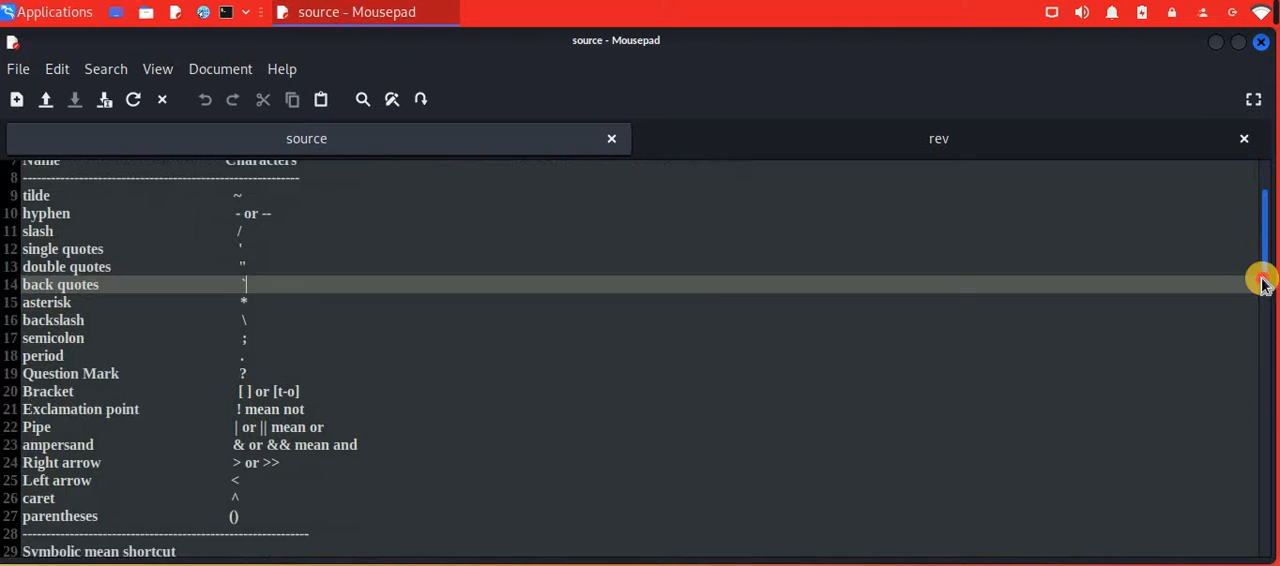 Applications source - Mousepad
source - Mousepad
File Edit Search View Document Help
source rev
7 Name Characters
8 ------------------------------------------------------------
9 tilde ~
10 hyphen - or --
11 slash /
12 single quotes '
13 double quotes "
14 back quotes `
15 asterisk *
16 backslash \
17 semicolon ;
18 period .
19 Question Mark ?
20 Bracket [ ] or [t-o]
21 Exclamation point ! mean not
22 Pipe | or || mean or
23 ampersand & or && mean and
24 Right arrow > or >>
25 Left arrow <
26 caret ^
27 parentheses ()
28 --------------------------------------------------------------
29 Symbolic mean shortcut